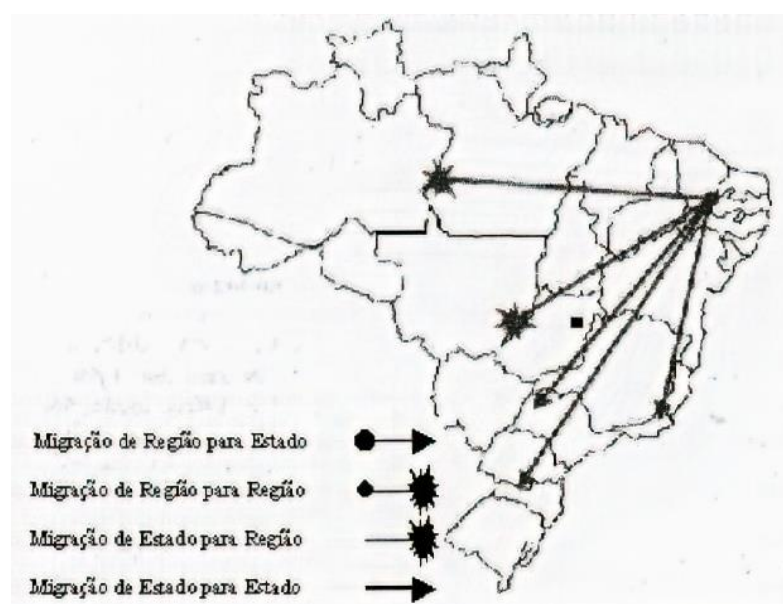 Migração de Região para Estado
Migração de Região para Região
Migração de Estado para Região
Migração de Estado para Estado